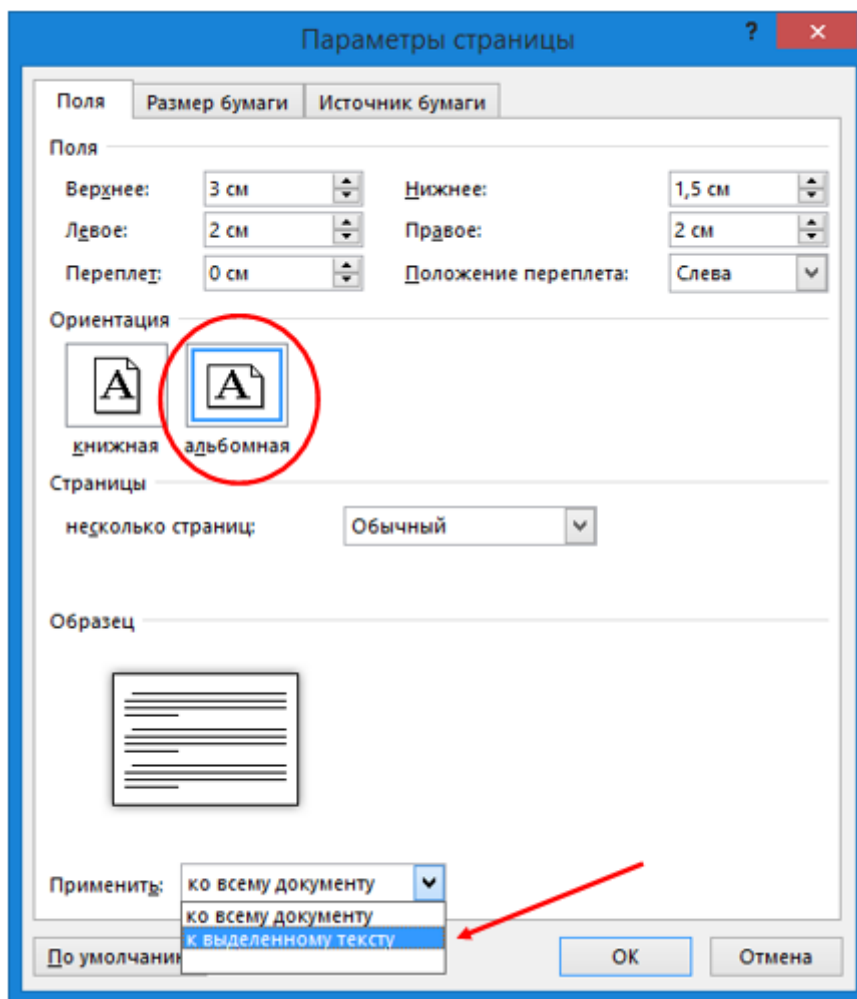 Параметры страницы ?
Поля Размер бумаги Источник бумаги
Поля
Верхнее: 3 см Нижнее: 1,5 см
Левое: 2 см Правое: 2 см
Переплет: 0 см Положение переплета: Слева
Ориентация
A A
книжная альбомная
Страницы
несколько страниц: Обычный
Образец
Применить: ко всему документу
ко всему документу
к выделенному тексту
По умолчани ОК Отмена